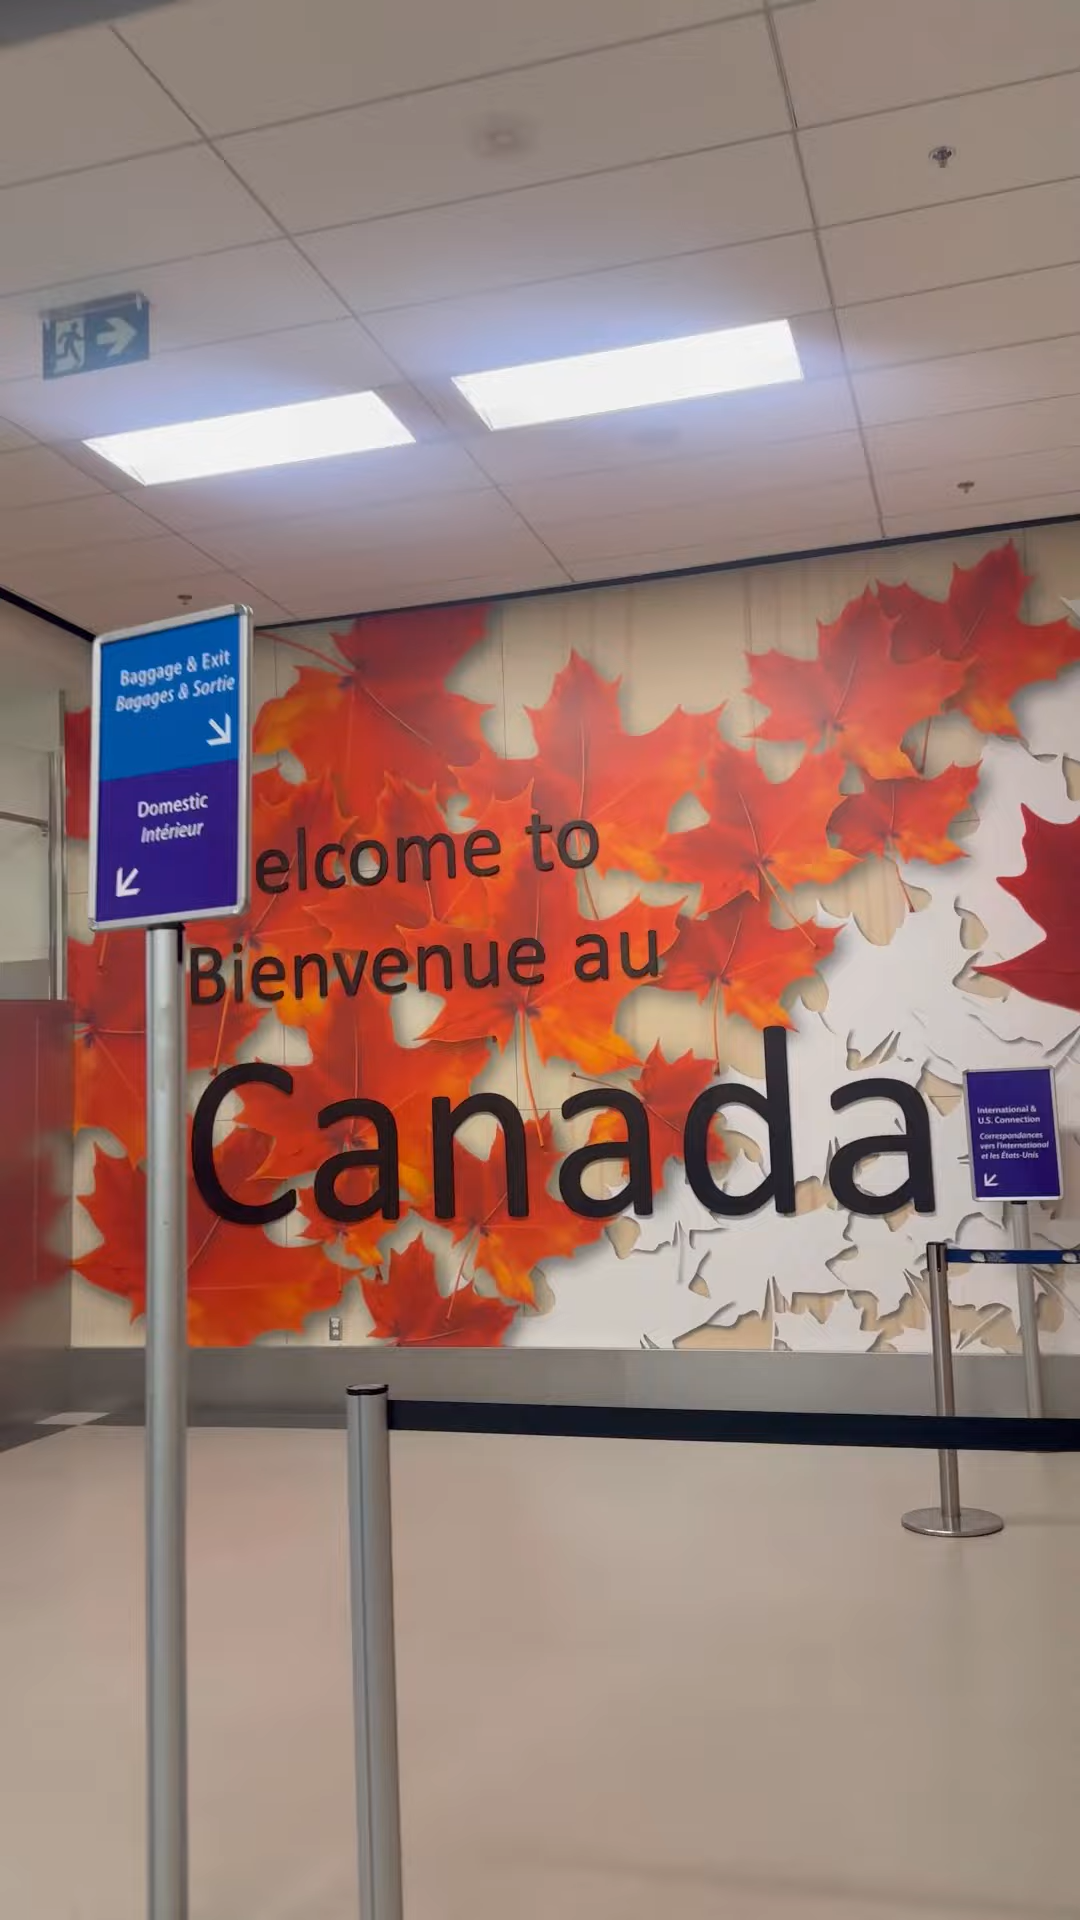 Baggage & Exit
Bagages & Sortie
Domestic
Intérieur
elcome to
Bienvenue au
Canada
International &
U.S. Connection
Correspondances
vers l'international
et les États-Unis